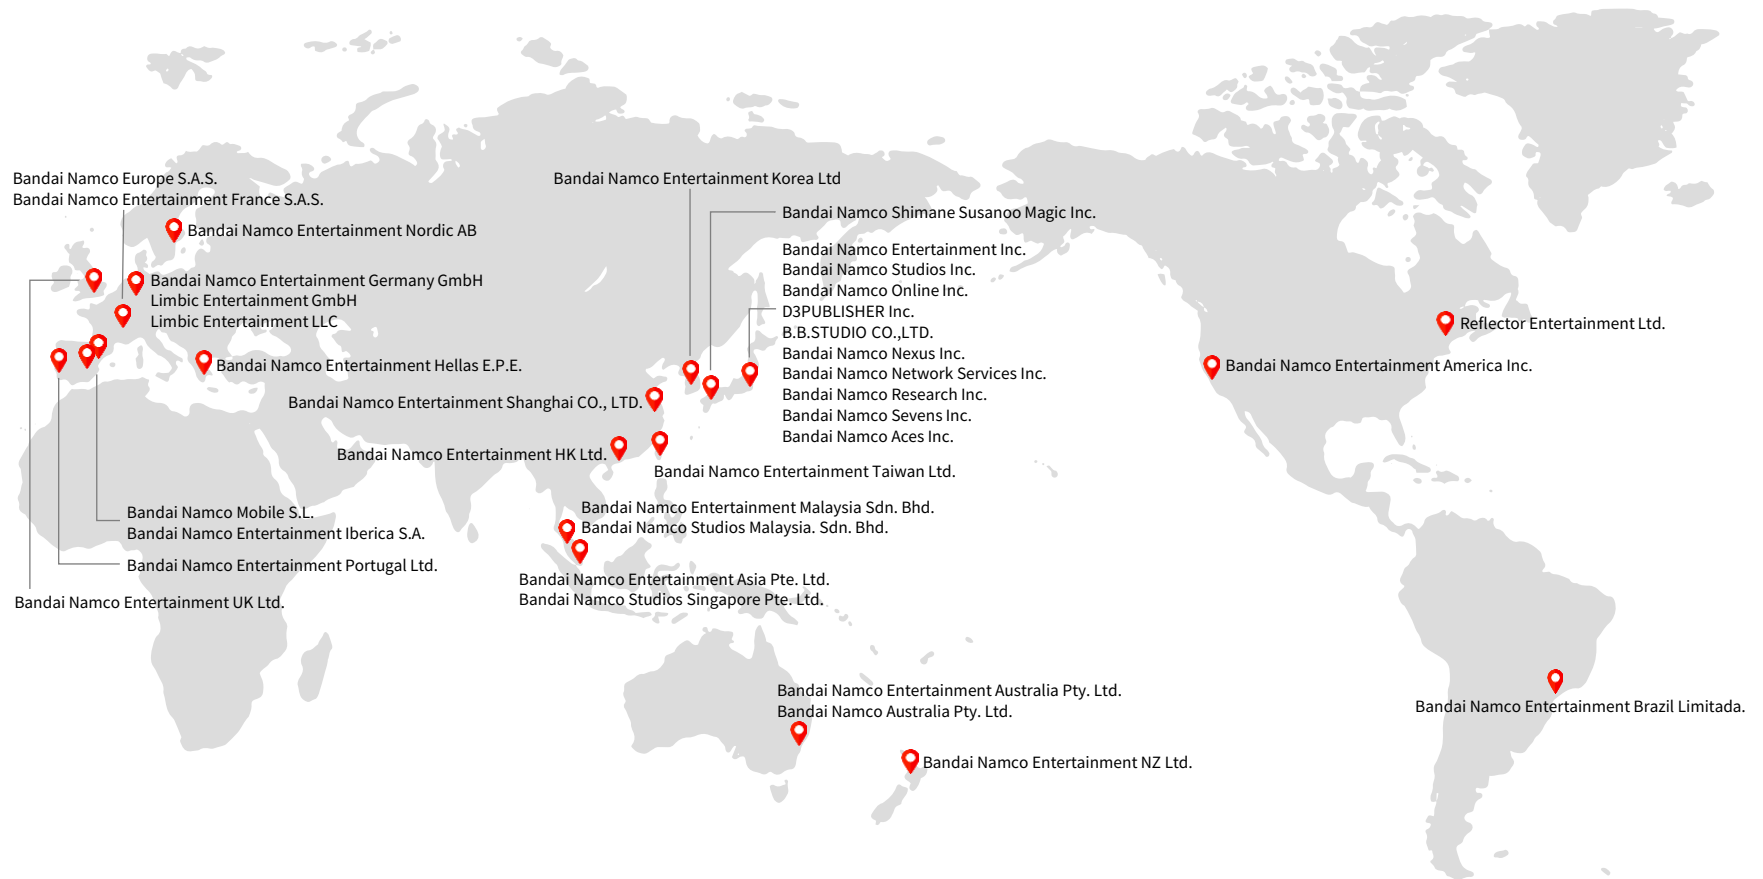 Bandai Namco Europe S.A.S.
Bandai Namco Entertainment France S.A.S.
Bandai Namco Entertainment Nordic AB
Bandai Namco Entertainment Germany GmbH
Limbic Entertainment GmbH
Limbic Entertainment LLC
Bandai Namco Entertainment Hellas E.P.E.
Bandai Namco Mobile S.L.
Bandai Namco Entertainment Iberica S.A.
Bandai Namco Entertainment Portugal Ltd.
Bandai Namco Entertainment UK Ltd.
Bandai Namco Entertainment Korea Ltd
Bandai Namco Shimane Susanoo Magic Inc.
Bandai Namco Entertainment Inc.
Bandai Namco Studios Inc.
Bandai Namco Online Inc.
D3PUBLISHER Inc.
B.B.STUDIO CO.,LTD.
Bandai Namco Nexus Inc.
Bandai Namco Network Services Inc.
Bandai Namco Research Inc.
Bandai Namco Sevens Inc.
Bandai Namco Aces Inc.
Bandai Namco Entertainment Shanghai CO., LTD.
Bandai Namco Entertainment HK Ltd.
Bandai Namco Entertainment Taiwan Ltd.
Bandai Namco Entertainment Malaysia Sdn. Bhd.
Bandai Namco Studios Malaysia. Sdn. Bhd.
Bandai Namco Entertainment Asia Pte. Ltd.
Bandai Namco Studios Singapore Pte. Ltd.
Bandai Namco Entertainment Australia Pty. Ltd.
Bandai Namco Australia Pty. Ltd.
Bandai Namco Entertainment NZ Ltd.
Reflector Entertainment Ltd.
Bandai Namco Entertainment America Inc.
Bandai Namco Entertainment Brazil Limitada.